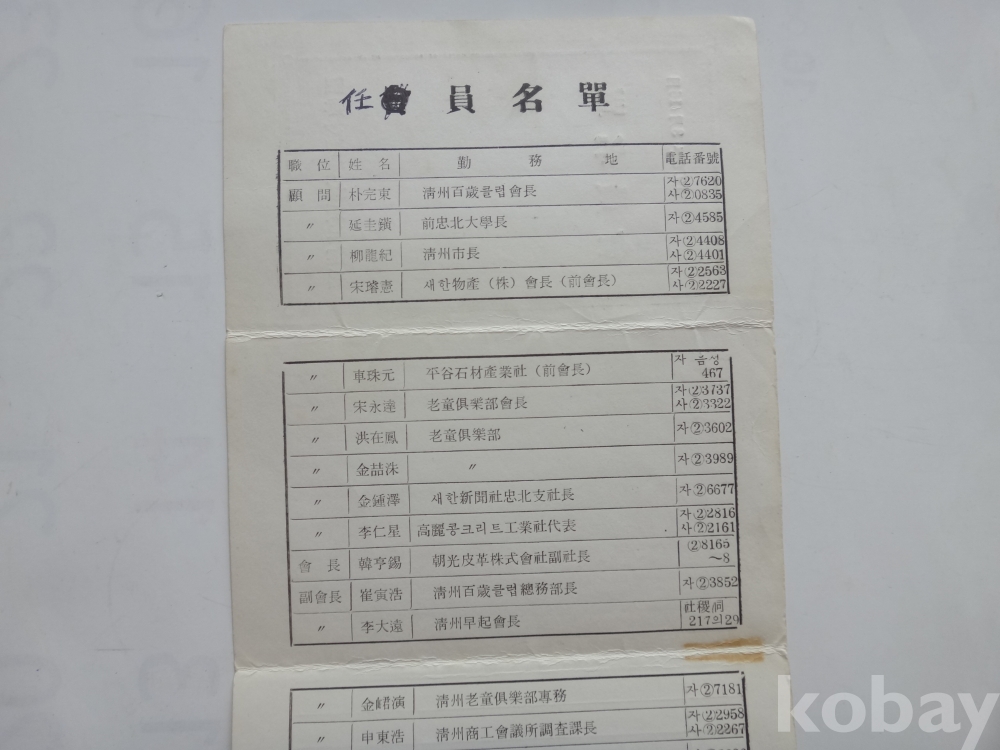 任員名單
職位 姓名 勤務地 電話番號
顧問 朴完東 淸州百歲클럽會長 자②7620 사②0835
〃 延圭鑛 前忠北大學長 자②4585
〃 柳龍紀 淸州市長 자②4408 사②4401
〃 宋璿憲 새한物產(株)會長(前會長) 자②2563 사②2227
〃 車珠元 平谷石材產業社(前會長) 자 음성 467
〃 宋永達 老童俱樂部會長 자②3737 사②3322
〃 洪在鳳 老童俱樂部 자②3602
〃 金喆洙 〃 자②3989
〃 金鍾澤 새한新聞社忠北支社長 자②6677
〃 李仁星 高麗콩크리트工業社代表 자②2816 사②2161
會長 韓亨錫 朝光皮革株式會社副社長 ②8165~8
副會長 崔寅浩 淸州百歲클럽總務部長 자②3852
〃 李大遠 淸州早起會長 社稷洞 217의29
〃 金峮演 淸州老童俱樂部專務 자②7181
〃 申東浩 淸州商工會議所調査課長 자②2958 사②2267
kobay